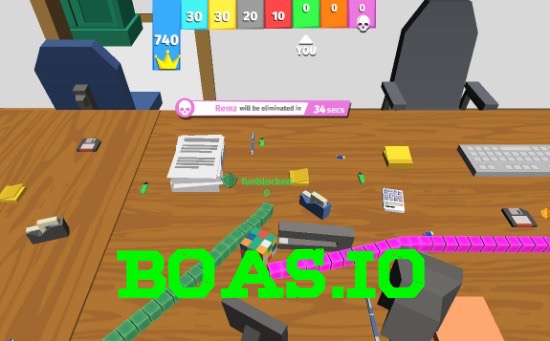 740 30 30 20 10 0 0 0
YOU
Remz will be eliminated in 34 secs
funblocked
0
BOAS.IO